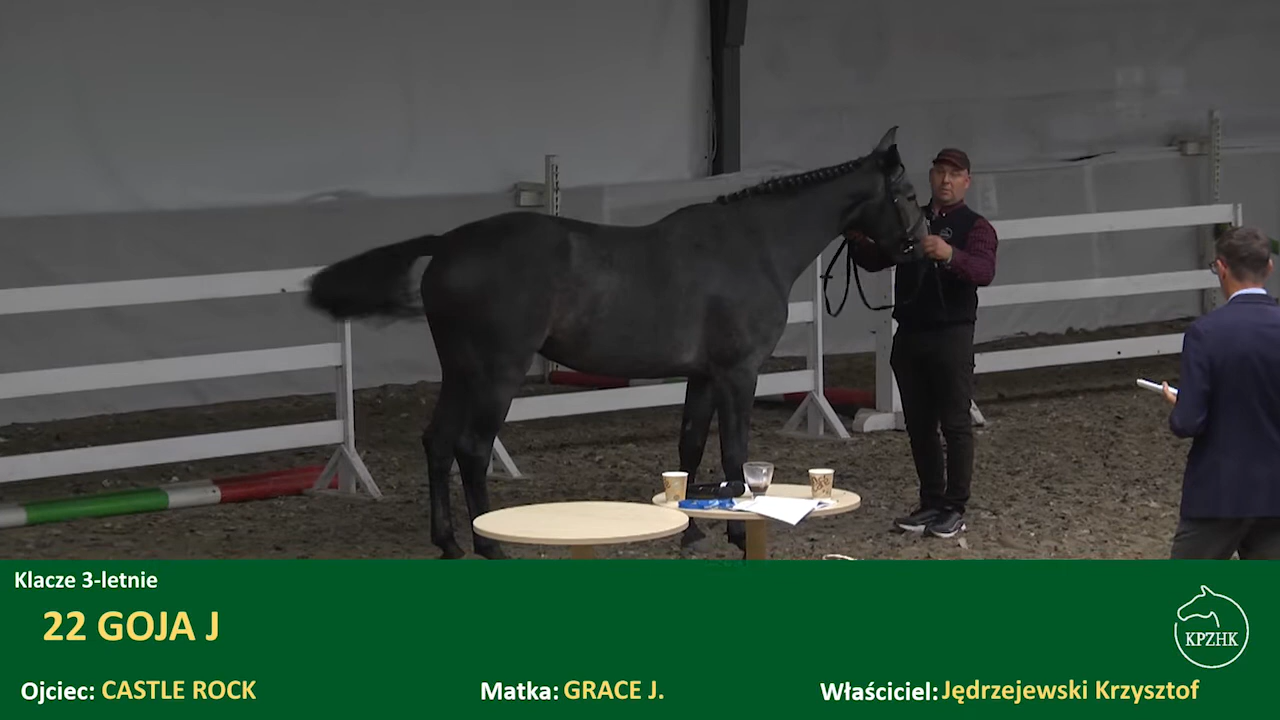 Klacze 3-letnie
22 GOJA J
KPZHK
Ojciec: CASTLE ROCK
Matka: GRACE J.
Właściciel: Jędrzejewski Krzysztof